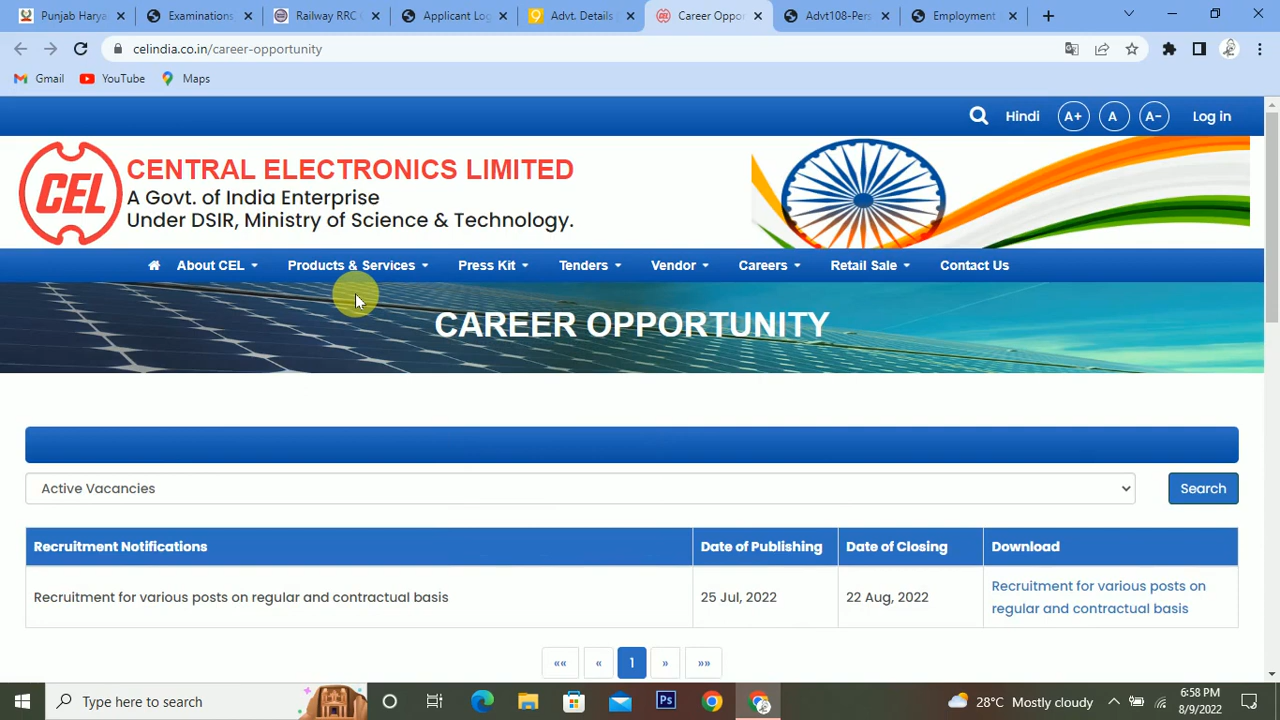 Punjab Harya
Examinations
Railway RRC
Applicant Log
Advt. Details
Career Oppor
Advt108-Pers
Employment
celindia.co.in/career-opportunity
Gmail
YouTube
Maps
Hindi
A+
A
A-
Log in
CEL
CENTRAL ELECTRONICS LIMITED
A Govt. of India Enterprise
Under DSIR, Ministry of Science & Technology.
About CEL
Products & Services
Press Kit
Tenders
Vendor
Careers
Retail Sale
Contact Us
CAREER OPPORTUNITY
Active Vacancies
Search
Recruitment Notifications
Date of Publishing
Date of Closing
Download
Recruitment for various posts on regular and contractual basis
25 Jul, 2022
22 Aug, 2022
Recruitment for various posts on
regular and contractual basis
««
«
1
»
»»
Type here to search
Ps
28°C Mostly cloudy
6:58 PM
8/9/2022